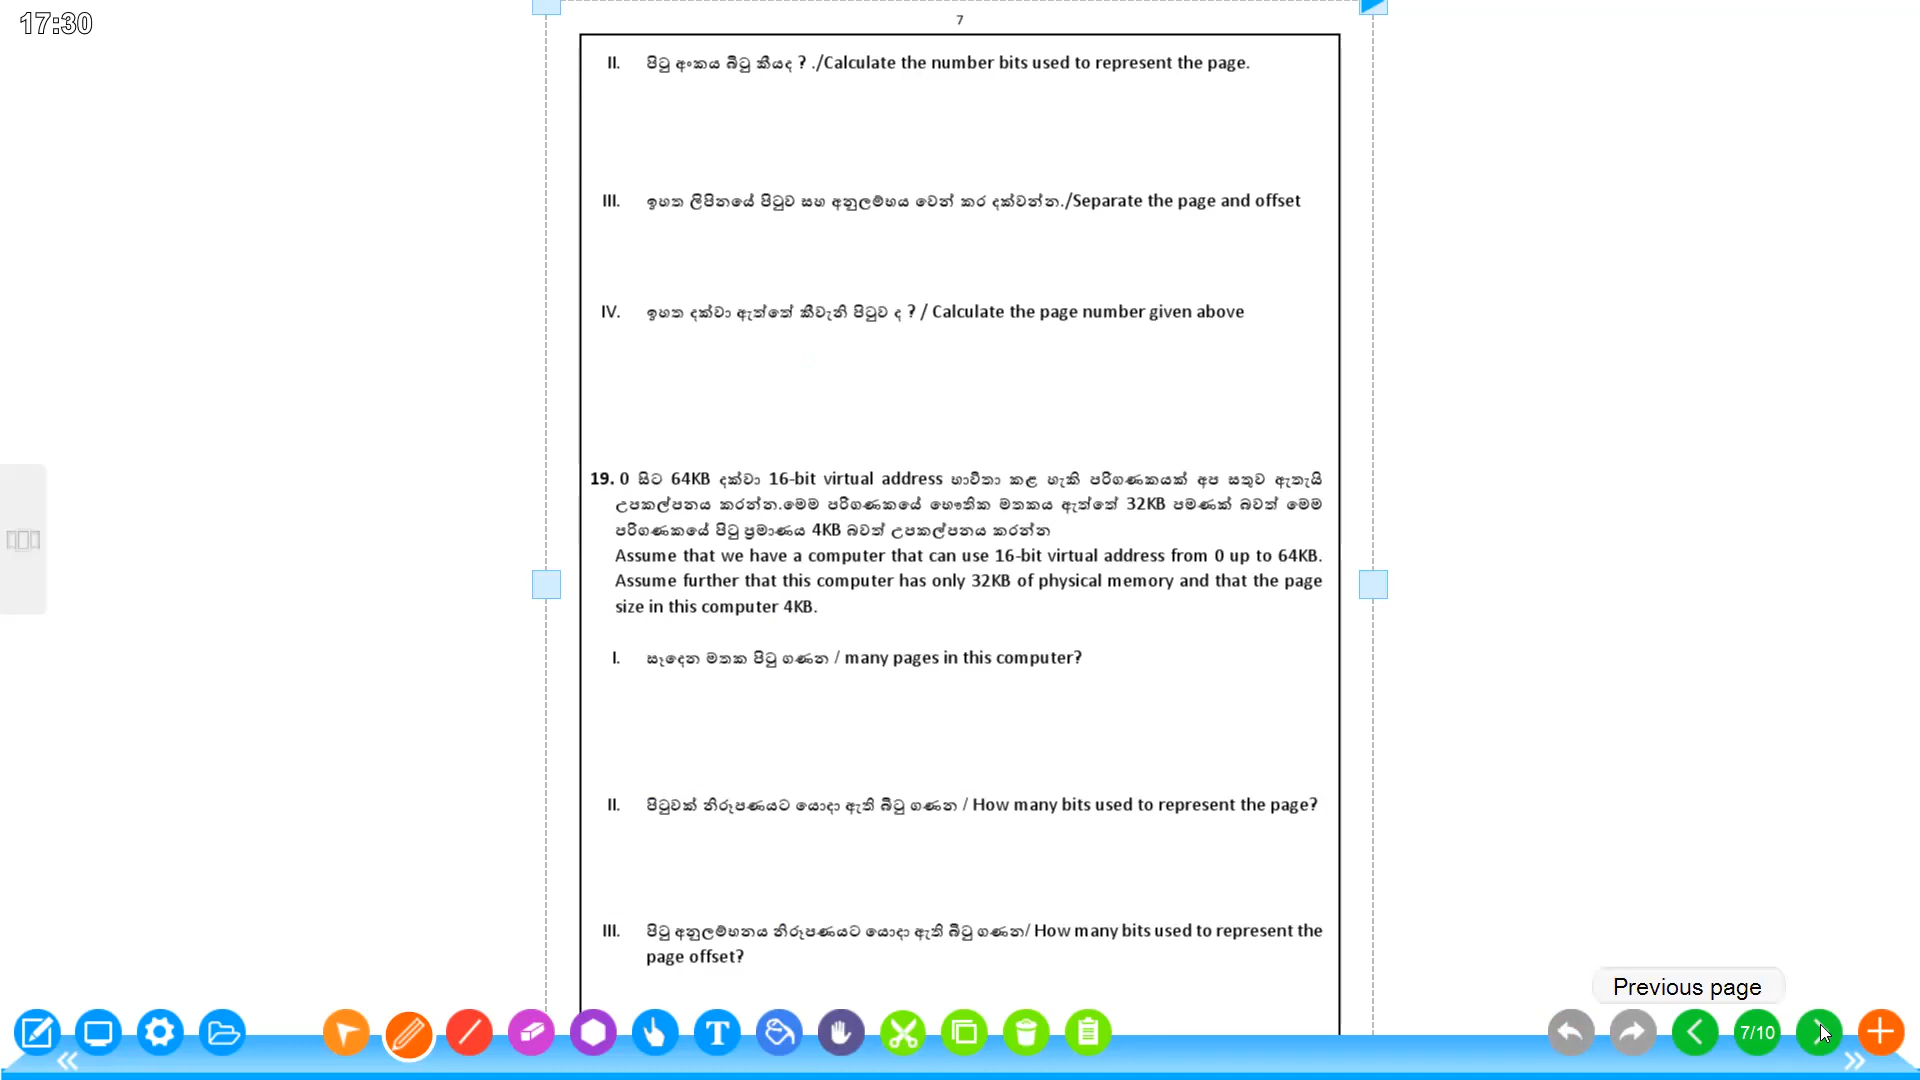 17:30
7
II. පිටු අංකය බිටු කීයද ? ./Calculate the number bits used to represent the page.
III. ඉහත ලිපිනයේ පිටුව සහ අනුලම්භය වෙන් කර දක්වන්න./Separate the page and offset
IV. ඉහත දක්වා ඇත්තේ කීවැනි පිටුව ද ? / Calculate the page number given above
19. 0 සිට 64KB දක්වා 16-bit virtual address භාවිතා කළ හැකි පරිගණකයක් අප සතුව ඇතැයි
උපකල්පනය කරන්න.මෙම පරිගණකයේ භෞතික මතකය ඇත්තේ 32KB පමණක් බවත් මෙම
පරිගණකයේ පිටු ප්‍රමාණය 4KB බවත් උපකල්පනය කරන්න
Assume that we have a computer that can use 16-bit virtual address from 0 up to 64KB.
Assume further that this computer has only 32KB of physical memory and that the page
size in this computer 4KB.
I. සෑදෙන මතක පිටු ගණන / many pages in this computer?
II. පිටුවක් නිරූපණයට යොදා ඇති බිටු ගණන / How many bits used to represent the page?
III. පිටු අනුලම්භනය නිරූපණයට යොදා ඇති බිටු ගණන/ How many bits used to represent the
page offset?
Previous page
T
7/10